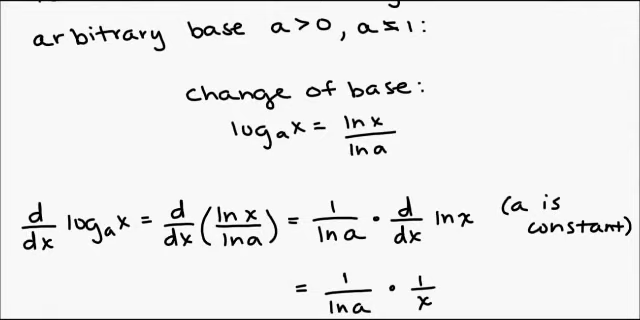 arbitrary base a > 0, a ≠ 1:
change of base:
logₐx = ln x / ln a
d/dx logₐx = d/dx (ln x / ln a) = 1/ln a · d/dx ln x (a is constant)
= 1/ln a · 1/x